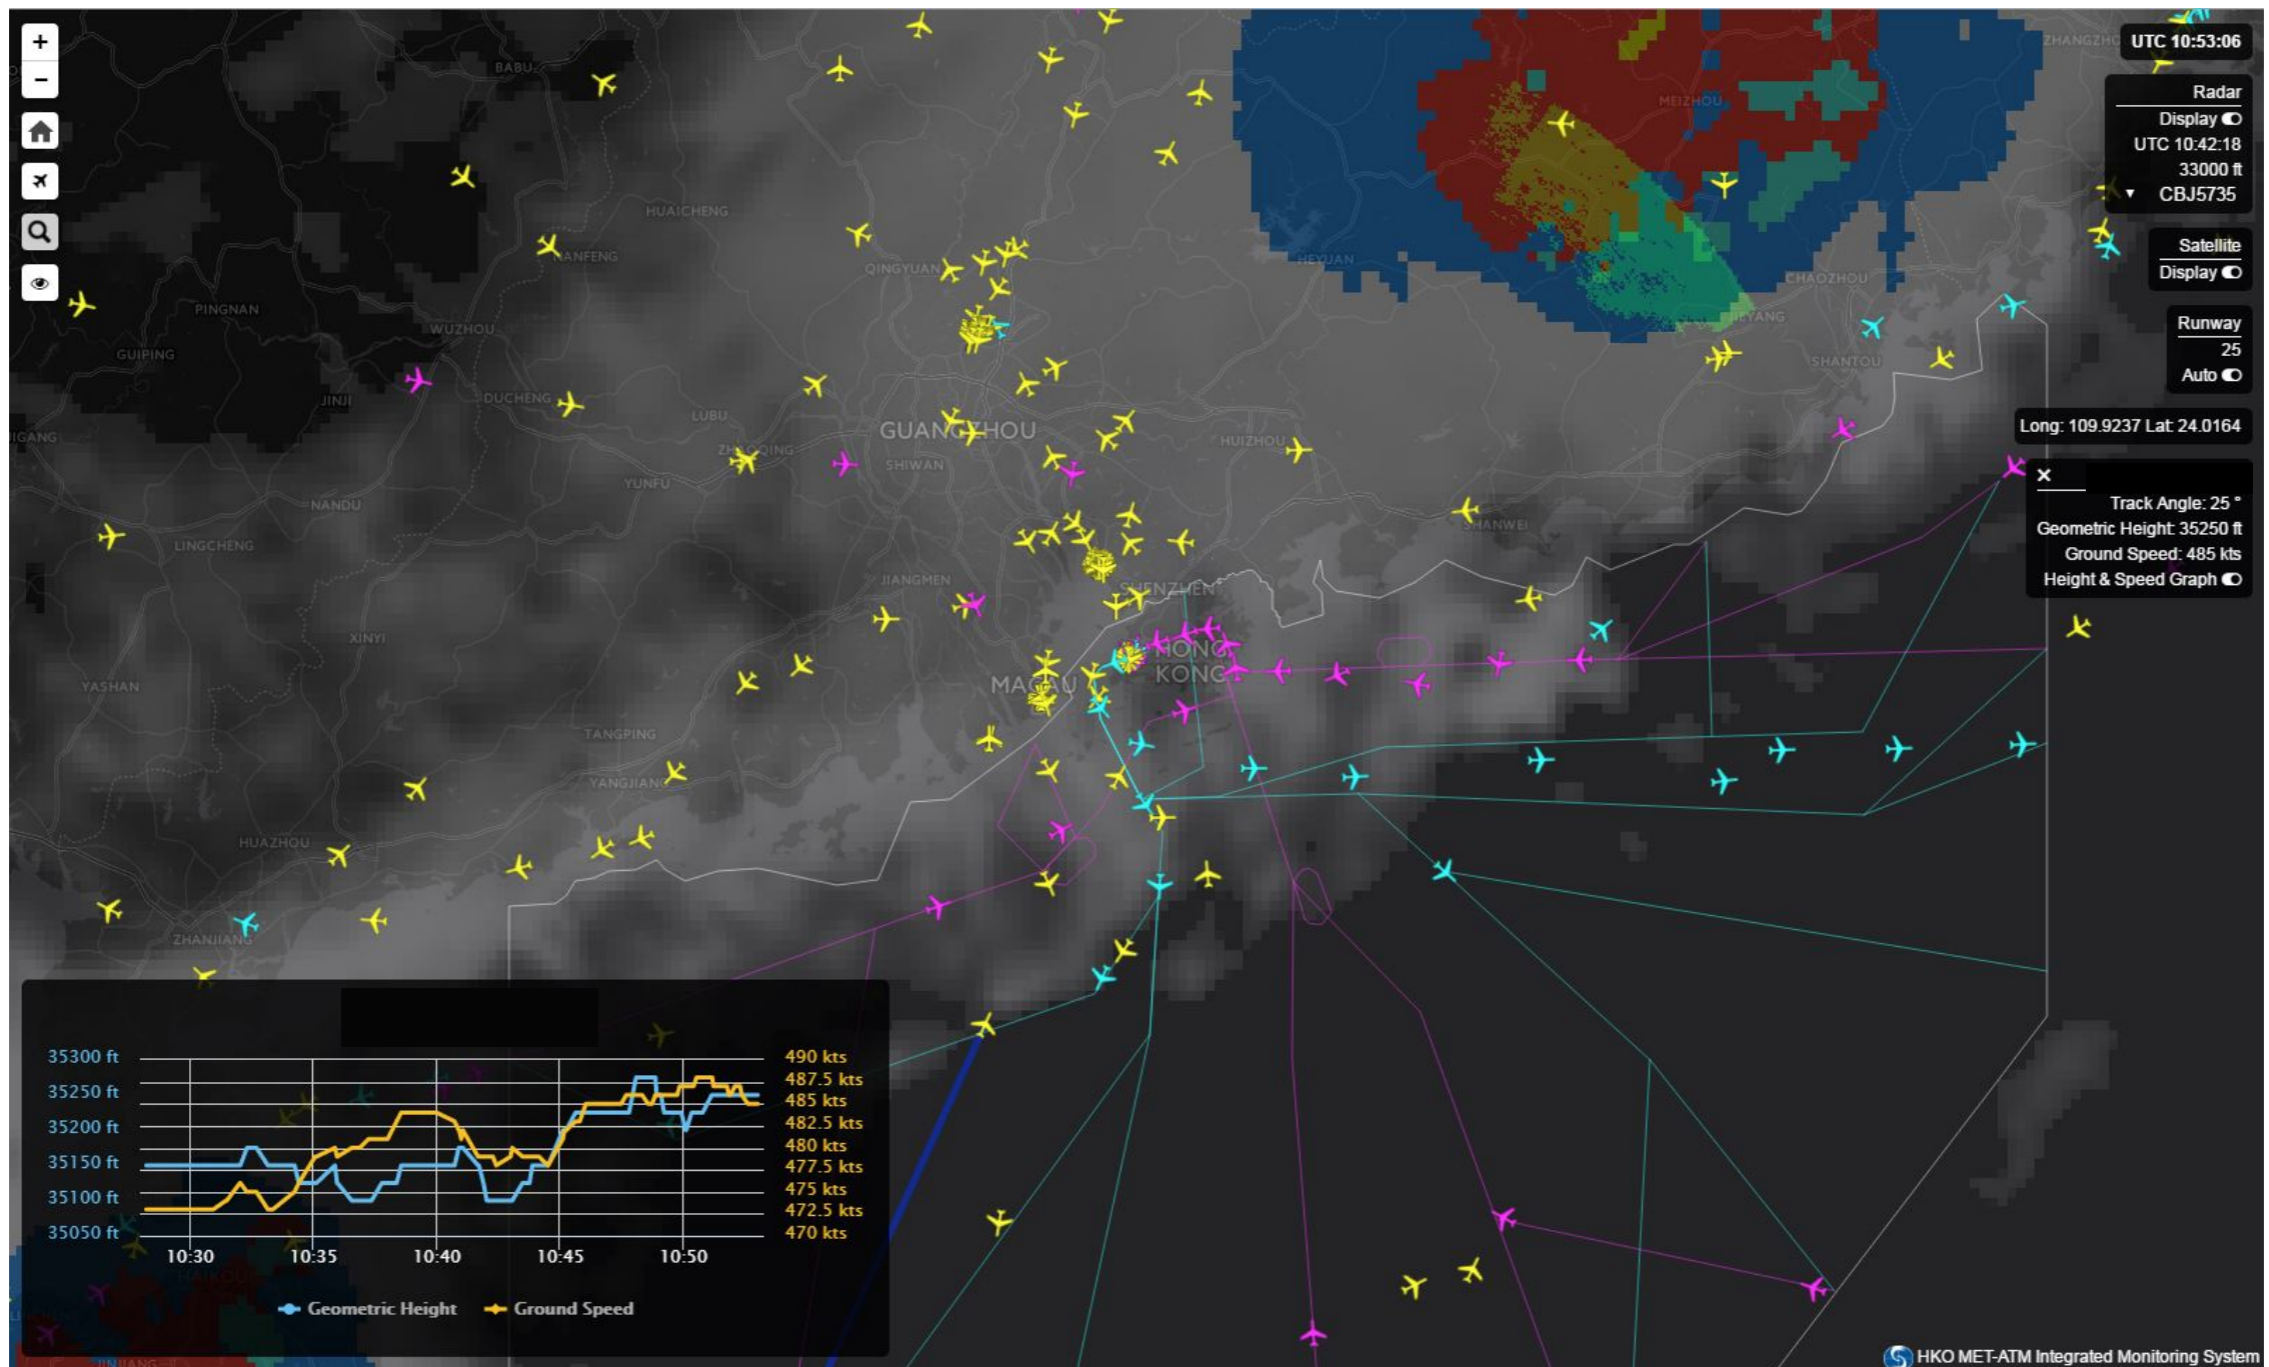 +
−
BABU
ZHANGZHO
UTC 10:53:06
Radar
Display
UTC 10:42:18
33000 ft
▼ CBJ5735
MEIZHOU
HUAICHENG
NANFENG
QINGYUAN
HEYUAN
CHAOZHOU
Satellite
Display
PINGNAN
WUZHOU
JIEYANG
Runway
25
Auto
GUIPING
SHANTOU
JINJI
DUCHENG
LUBU
GUANGZHOU
HUIZHOU
Long: 109.9237 Lat: 24.0164
IGANG
ZHAOQING
SHIWAN
YUNFU
NANDU
SHANWEI
×
Track Angle: 25 °
Geometric Height: 35250 ft
Ground Speed: 485 kts
Height & Speed Graph
LINGCHENG
JIANGMEN
SHENZHEN
XINYI
HONG
KONG
YASHAN
MACAU
TANGPING
YANGJIANG
HUAZHOU
ZHANJIANG
35300 ft
35250 ft
35200 ft
35150 ft
35100 ft
35050 ft
490 kts
487.5 kts
485 kts
482.5 kts
480 kts
477.5 kts
475 kts
472.5 kts
470 kts
10:30 10:35 10:40 10:45 10:50
HAIKOU
Geometric Height Ground Speed
JINJIANG
HKO MET-ATM Integrated Monitoring System